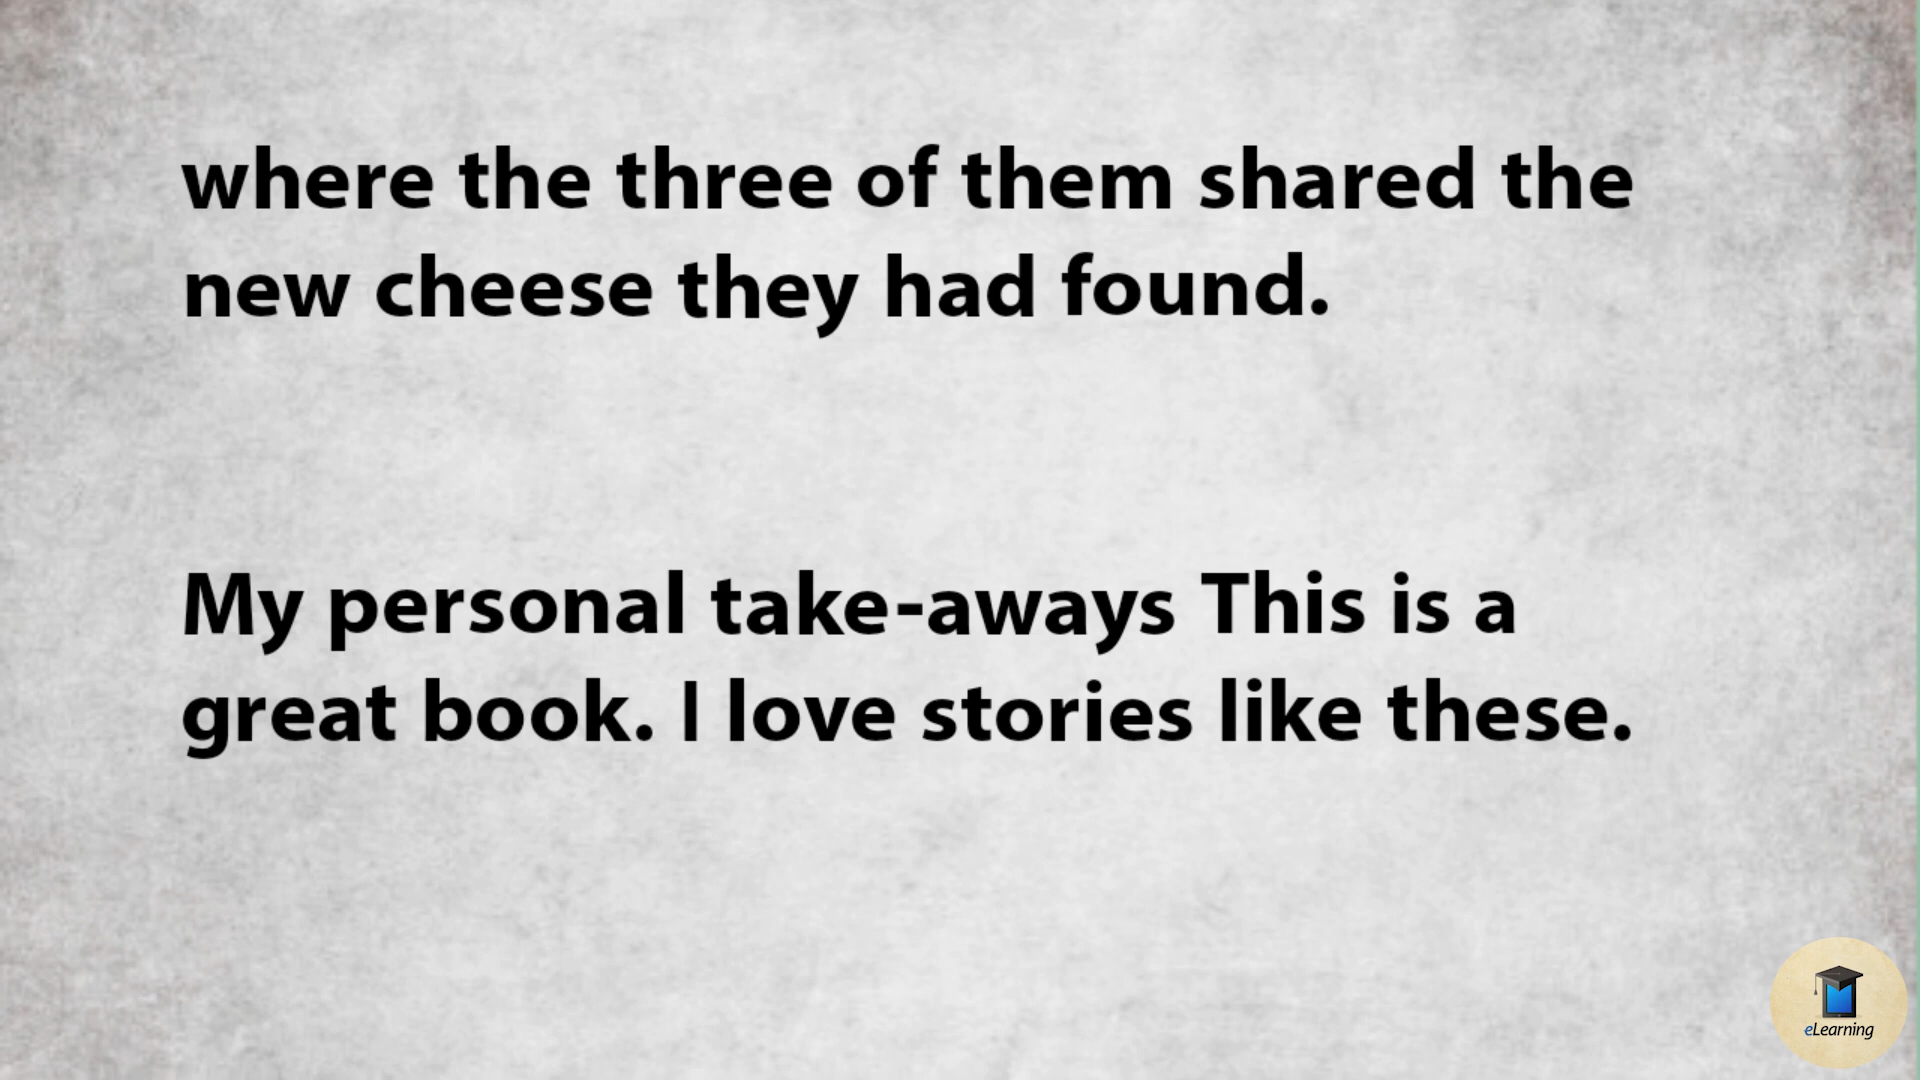 where the three of them shared the
new cheese they had found.
My personal take-aways This is a
great book. I love stories like these.
eLearning